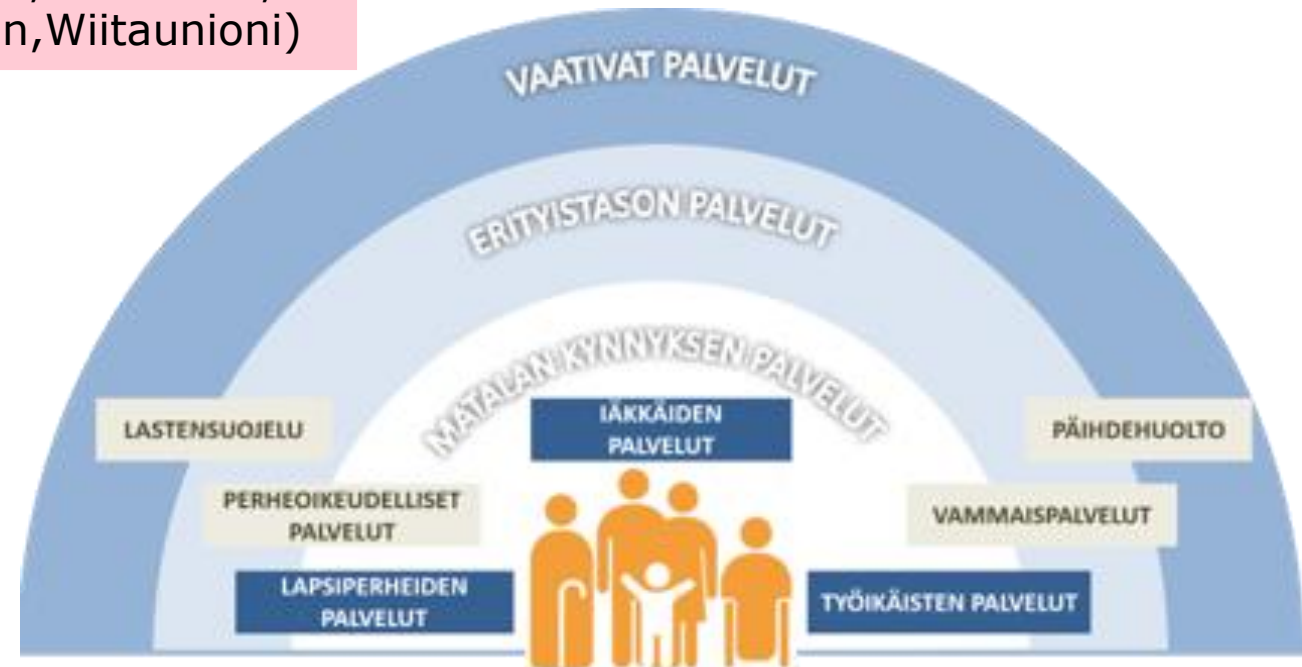 n,Wiitaunioni)
VAATIVAT PALVELUT
ERITYISTASON PALVELUT
MATALAN KYNNYKSEN PALVELUT
LASTENSUOJELU
IÄKKÄIDEN
PALVELUT
PÄIHDEHUOLTO
PERHEOIKEUDELLISET
PALVELUT
VAMMAISPALVELUT
LAPSIPERHEIDEN
PALVELUT
TYÖIKÄISTEN PALVELUT